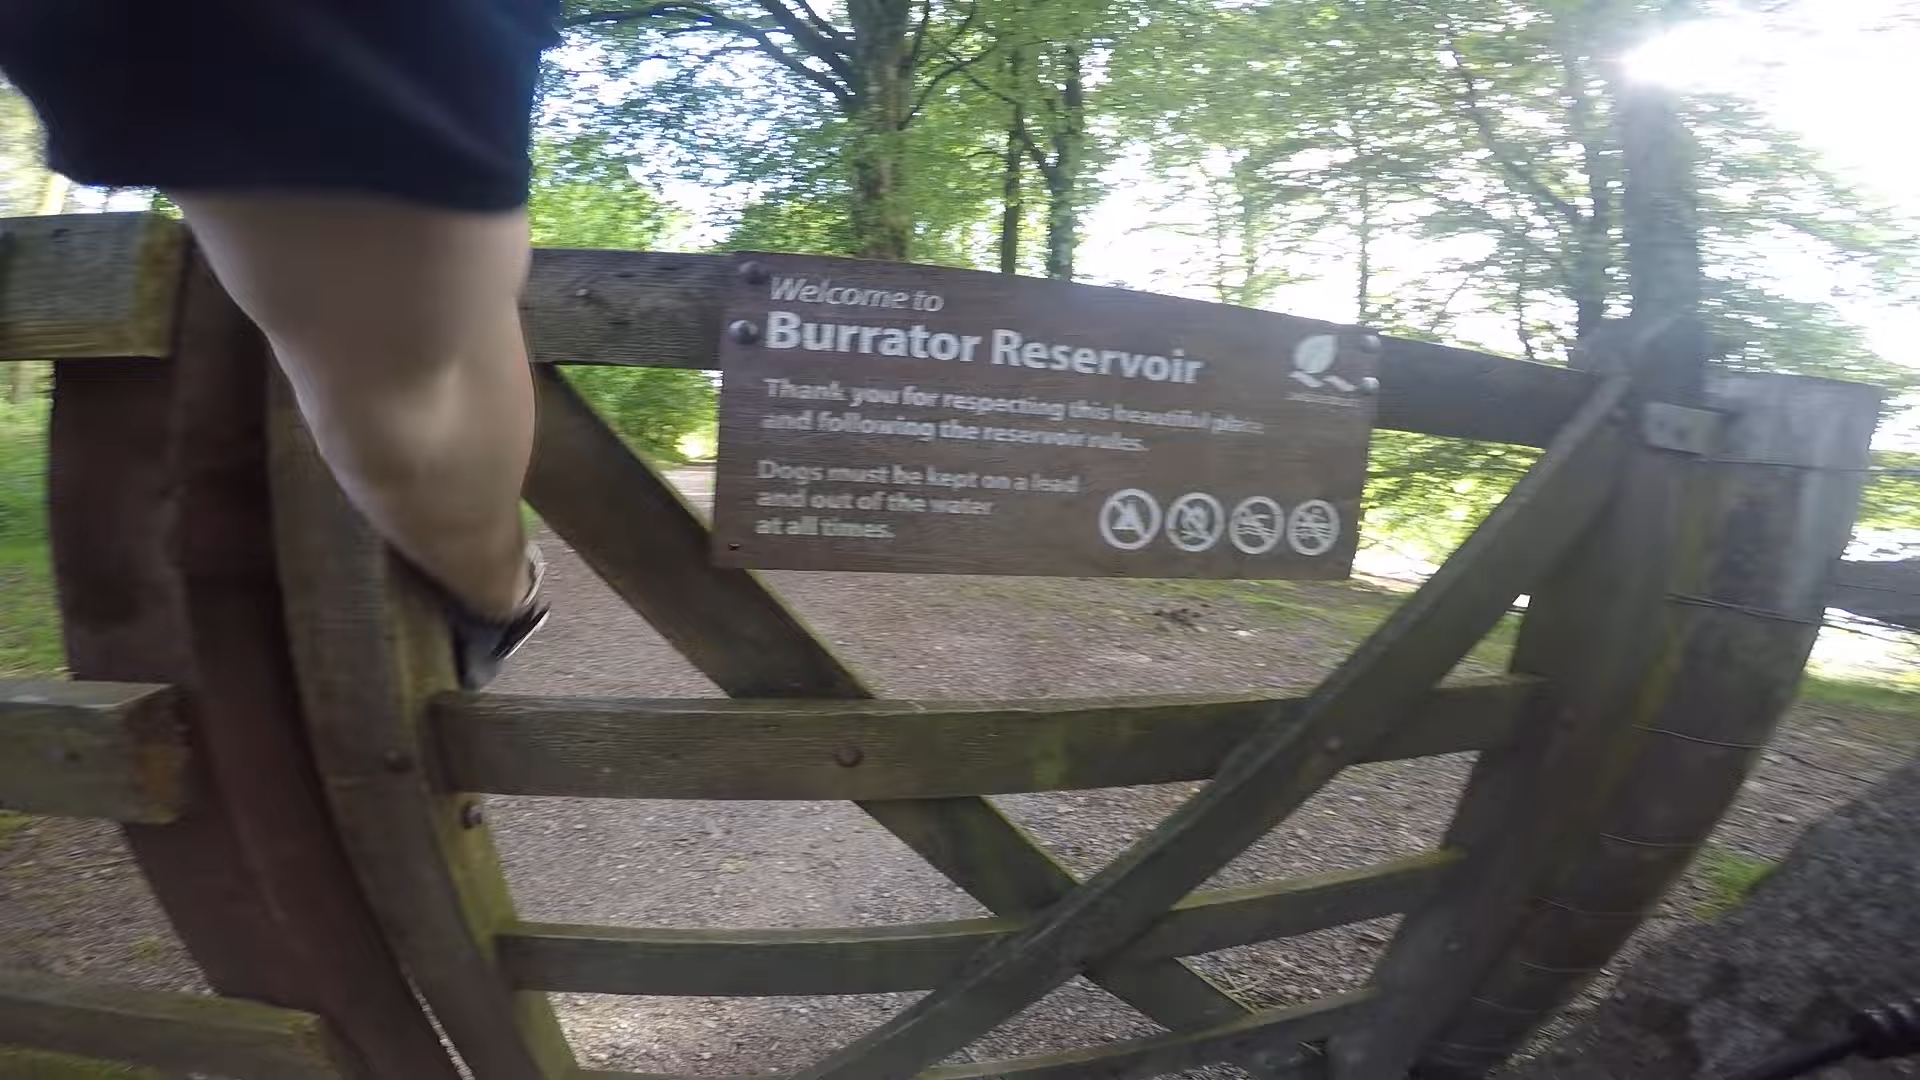 Welcome to
Burrator Reservoir
Thank you for respecting this beautiful place
and following the reservoir rules.
Dogs must be kept on a lead
and out of the water
at all times.